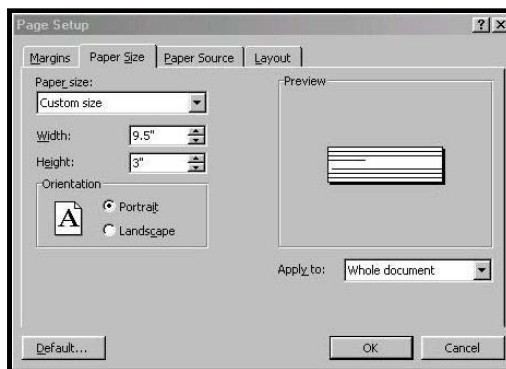 Page Setup
Margins Paper Size Paper Source Layout
Paper size:
Custom size
Width: 9.5"
Height: 3"
Orientation
A
Portrait
Landscape
Preview
Apply to: Whole document
Default... OK Cancel